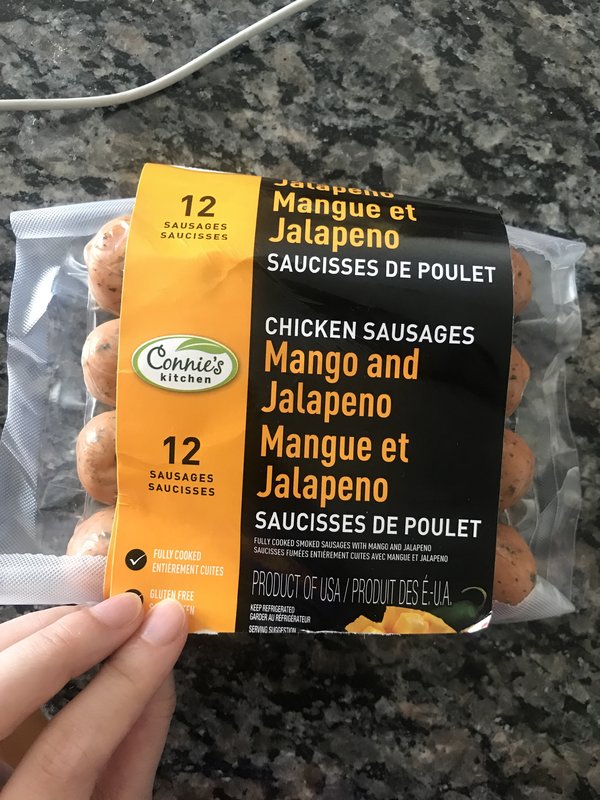 12
SAUSAGES
SAUCISSES
Jalapeno
Mangue et
Jalapeno
SAUCISSES DE POULET
Connie's
kitchen
12
SAUSAGES
SAUCISSES
CHICKEN SAUSAGES
Mango and
Jalapeno
Mangue et
Jalapeno
SAUCISSES DE POULET
FULLY COOKED SMOKED SAUSAGES WITH MANGO AND JALAPENO
SAUCISSES FUMÉES ENTIÈREMENT CUITES AVEC MANGUE ET JALAPENO
FULLY COOKED
ENTIÈREMENT CUITES
GLUTEN FREE
PRODUCT OF USA / PRODUIT DES É.-U.A.
KEEP REFRIGERATED
GARDER AU RÉFRIGÉRATEUR
SERVING SUGGESTION